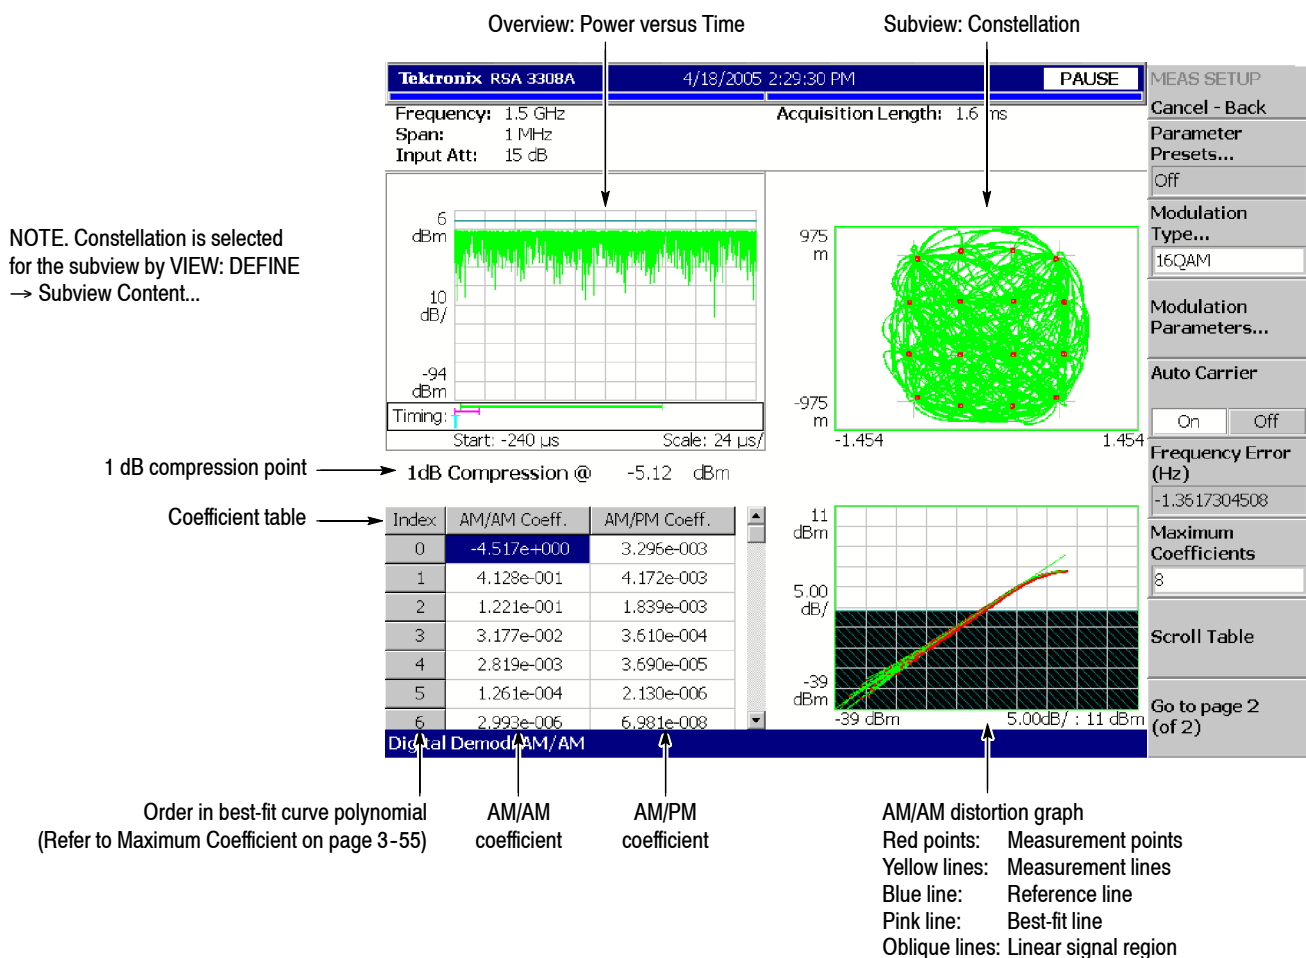 Overview: Power versus Time
Subview: Constellation
Tektronix RSA 3308A
4/18/2005 2:29:30 PM
PAUSE
MEAS SETUP
Frequency: 1.5 GHz
Span: 1 MHz
Input Att: 15 dB
Acquisition Length: 1.6 ms
Cancel - Back
Parameter
Presets...
Off
Modulation
Type...
16QAM
Modulation
Parameters...
Auto Carrier
On Off
Frequency Error
(Hz)
-1.3617304508
Maximum
Coefficients
8
Scroll Table
Go to page 2
(of 2)
NOTE. Constellation is selected
for the subview by VIEW: DEFINE
→ Subview Content...
6
dBm
10
dB/
-94
dBm
Timing:
Start: -240 µs
Scale: 24 µs/
975
m
-975
m
-1.454
1.454
1 dB compression point
1dB Compression @ -5.12 dBm
Coefficient table
Index AM/AM Coeff. AM/PM Coeff.
0 -4.517e+000 3.296e-003
1 4.128e-001 4.172e-003
2 1.221e-001 1.839e-003
3 3.177e-002 3.610e-004
4 2.819e-003 3.690e-005
5 1.261e-004 2.130e-006
6 2.993e-006 6.981e-008
11
dBm
5.00
dB/
-39
dBm
-39 dBm
5.00dB/ : 11 dBm
Digital Demod: AM/AM
Order in best-fit curve polynomial
(Refer to Maximum Coefficient on page 3-55)
AM/AM
coefficient
AM/PM
coefficient
AM/AM distortion graph
Red points: Measurement points
Yellow lines: Measurement lines
Blue line: Reference line
Pink line: Best-fit line
Oblique lines: Linear signal region